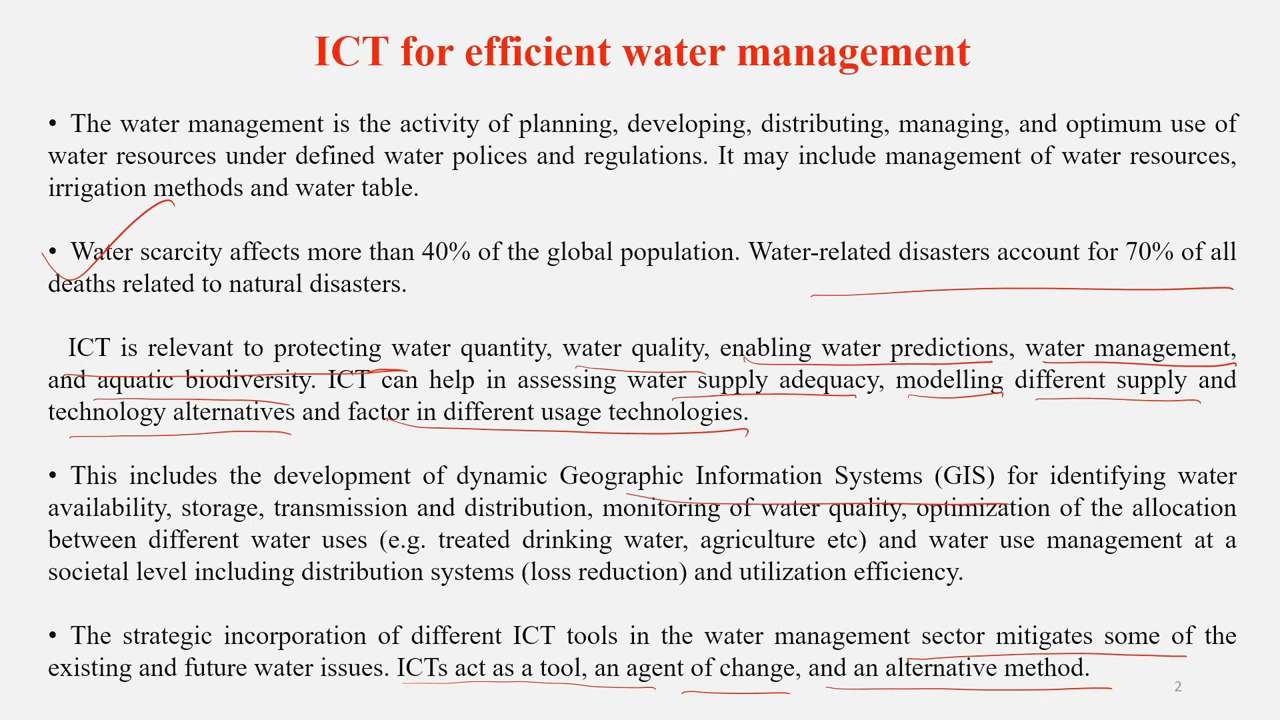 ICT for efficient water management
• The water management is the activity of planning, developing, distributing, managing, and optimum use of
water resources under defined water polices and regulations. It may include management of water resources,
irrigation methods and water table.
• Water scarcity affects more than 40% of the global population. Water-related disasters account for 70% of all
deaths related to natural disasters.
ICT is relevant to protecting water quantity, water quality, enabling water predictions, water management,
and aquatic biodiversity. ICT can help in assessing water supply adequacy, modelling different supply and
technology alternatives and factor in different usage technologies.
• This includes the development of dynamic Geographic Information Systems (GIS) for identifying water
availability, storage, transmission and distribution, monitoring of water quality, optimization of the allocation
between different water uses (e.g. treated drinking water, agriculture etc) and water use management at a
societal level including distribution systems (loss reduction) and utilization efficiency.
• The strategic incorporation of different ICT tools in the water management sector mitigates some of the
existing and future water issues. ICTs act as a tool, an agent of change, and an alternative method.
2